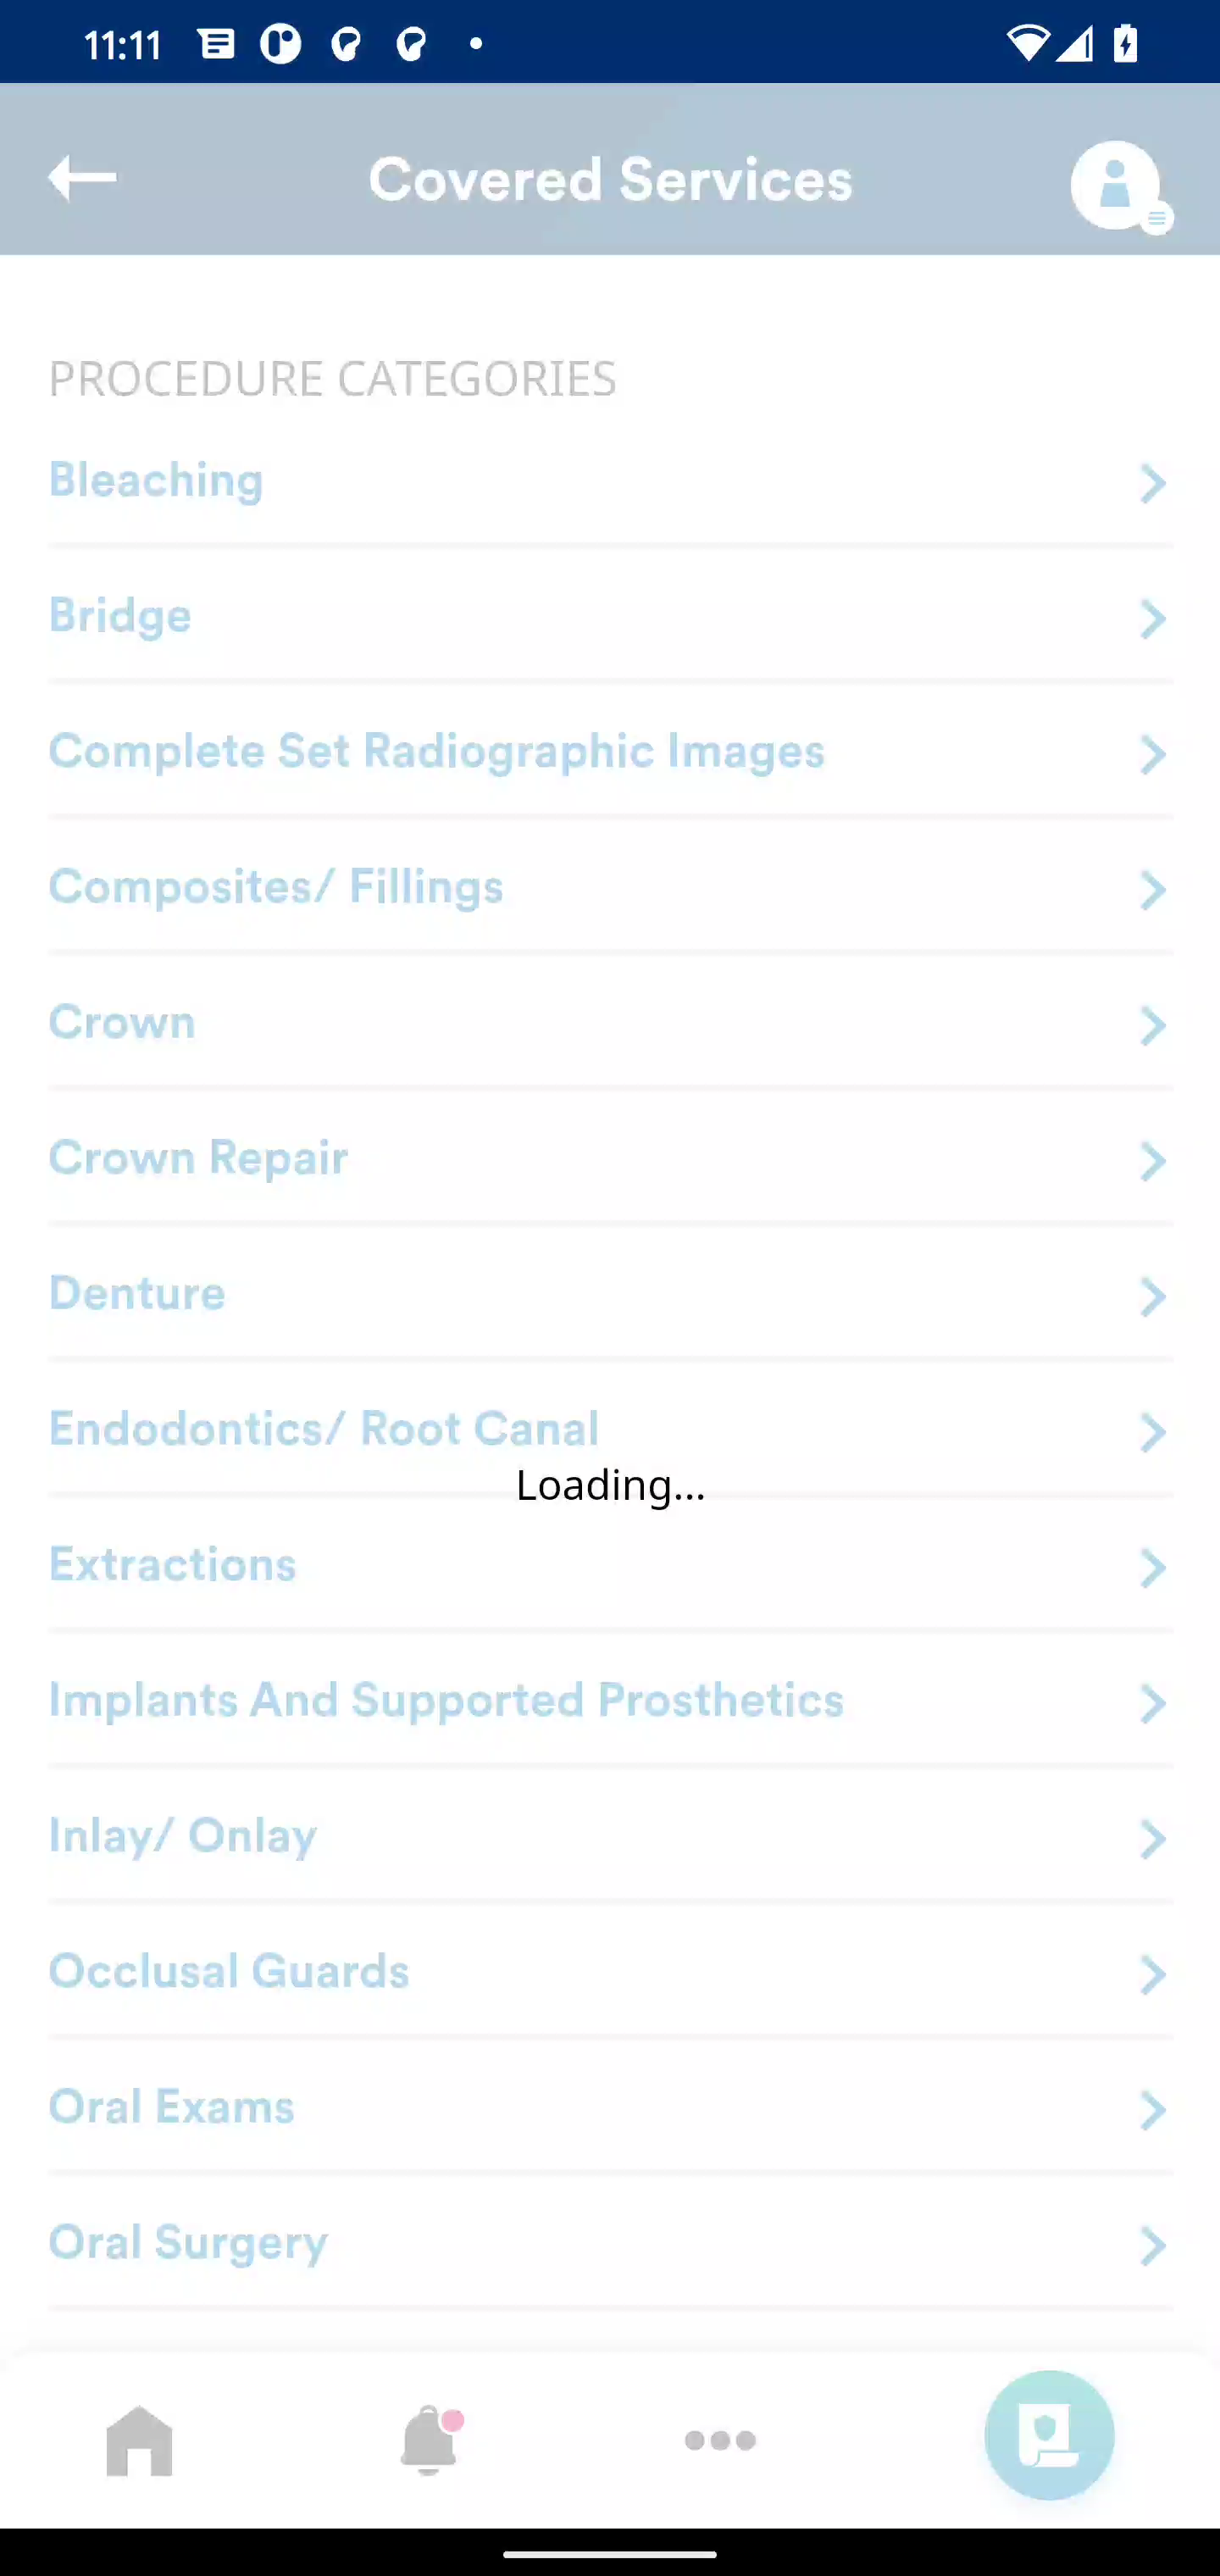 11:11
Covered Services
PROCEDURE CATEGORIES
Bleaching
Bridge
Complete Set Radiographic Images
Composites/ Fillings
Crown
Crown Repair
Denture
Endodontics/ Root Canal
Loading...
Extractions
Implants And Supported Prosthetics
Inlay/ Onlay
Occlusal Guards
Oral Exams
Oral Surgery